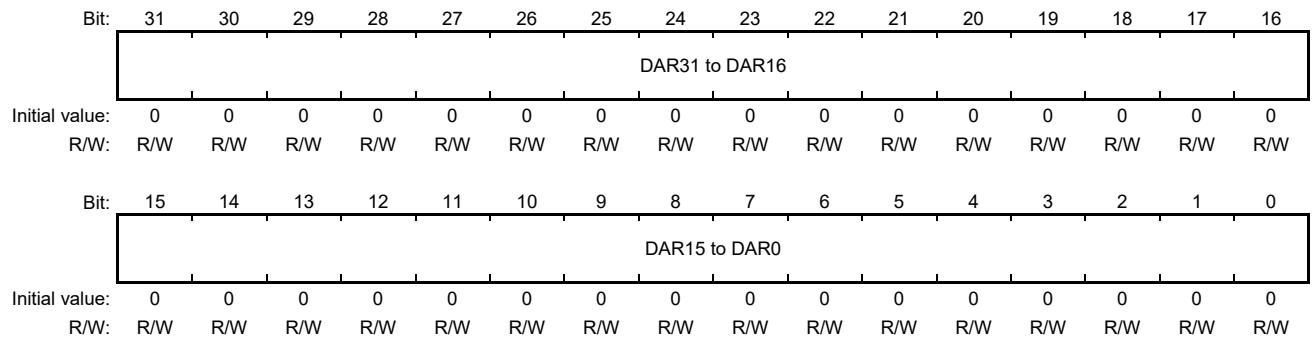 Bit: 31 30 29 28 27 26 25 24 23 22 21 20 19 18 17 16
DAR31 to DAR16
Initial value: 0 0 0 0 0 0 0 0 0 0 0 0 0 0 0 0
R/W: R/W R/W R/W R/W R/W R/W R/W R/W R/W R/W R/W R/W R/W R/W R/W R/W
Bit: 15 14 13 12 11 10 9 8 7 6 5 4 3 2 1 0
DAR15 to DAR0
Initial value: 0 0 0 0 0 0 0 0 0 0 0 0 0 0 0 0
R/W: R/W R/W R/W R/W R/W R/W R/W R/W R/W R/W R/W R/W R/W R/W R/W R/W